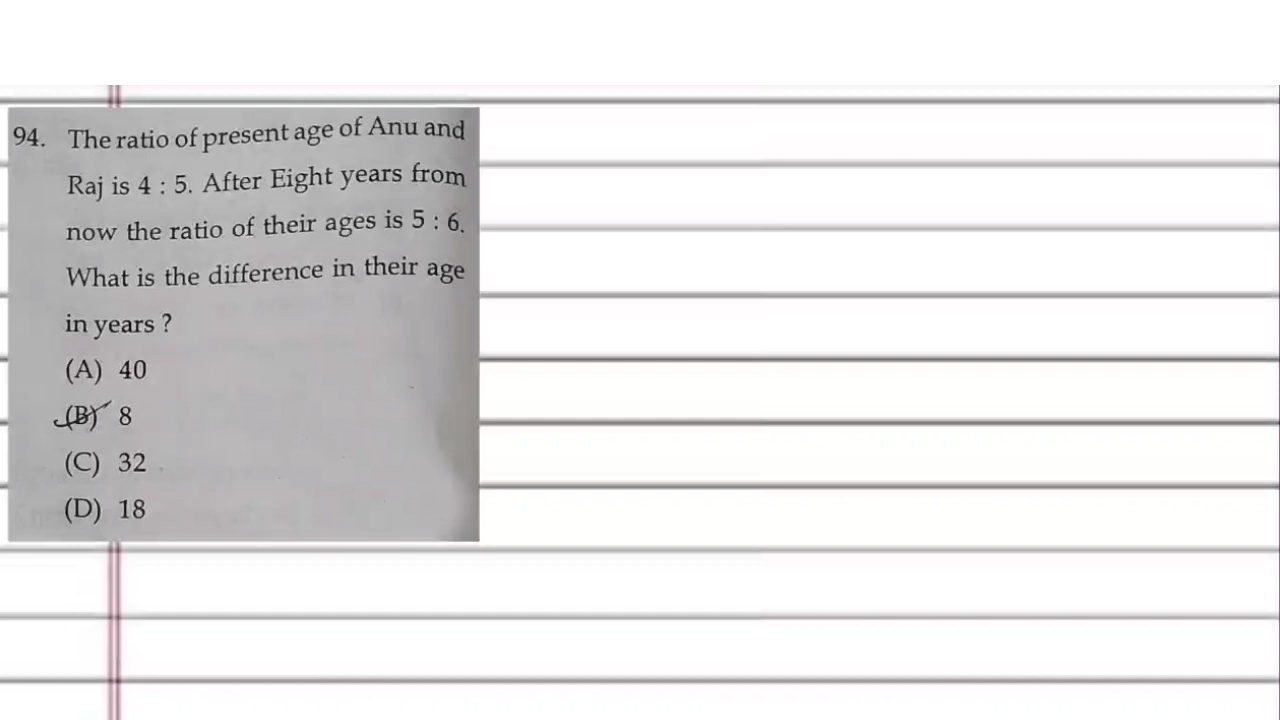 94. The ratio of present age of Anu and
Raj is 4 : 5. After Eight years from
now the ratio of their ages is 5 : 6.
What is the difference in their age
in years ?
(A) 40
(B) 8
(C) 32
(D) 18